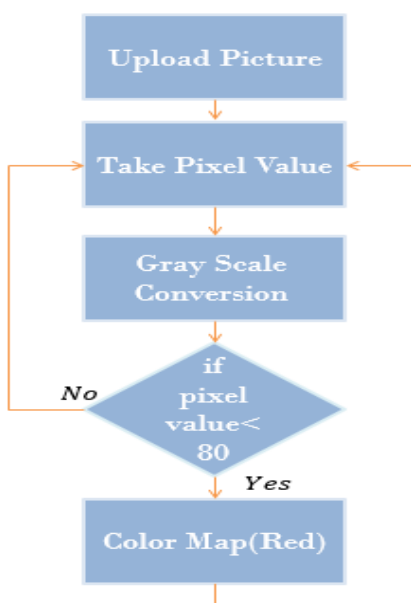 Upload Picture
Take Pixel Value
Gray Scale
Conversion
if
pixel
value<
80
No
Yes
Color Map(Red)